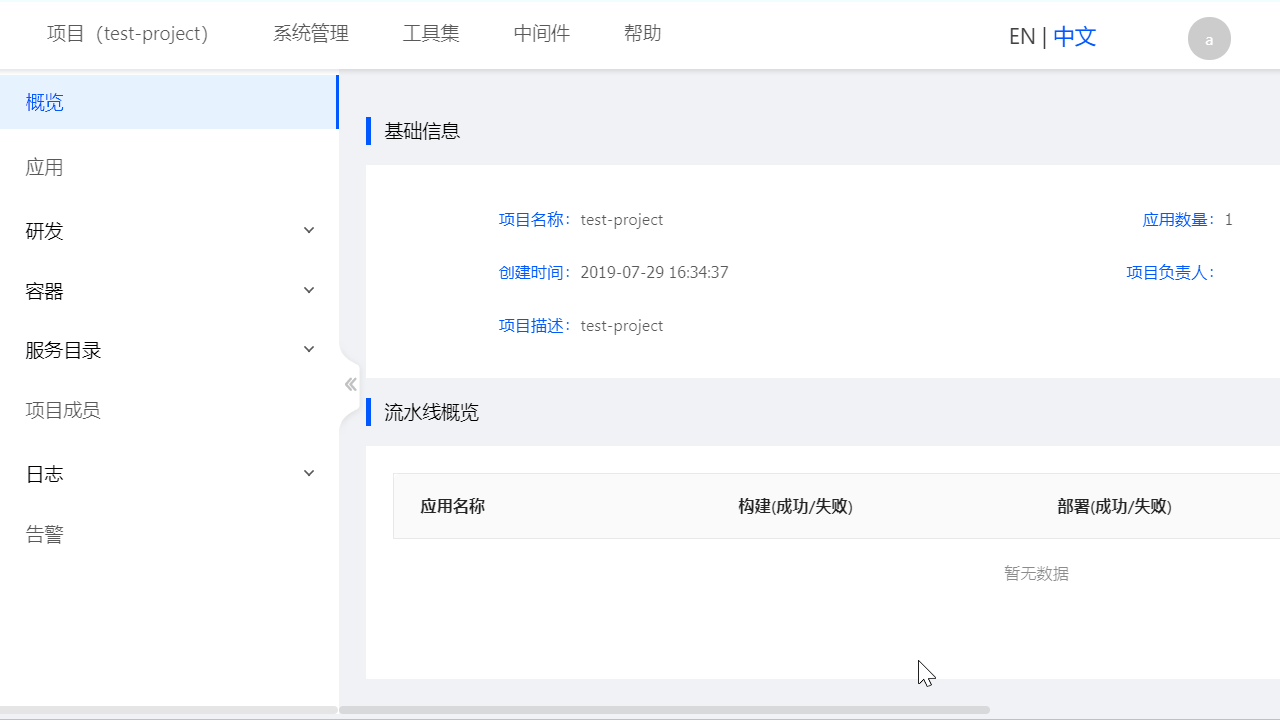 项目（test-project） 系统管理 工具集 中间件 帮助 EN | 中文 a
概览
应用
研发
容器
服务目录
项目成员
日志
告警
基础信息
项目名称： test-project 应用数量： 1
创建时间： 2019-07-29 16:34:37 项目负责人：
项目描述： test-project
流水线概览
应用名称 构建(成功/失败) 部署(成功/失败)
暂无数据